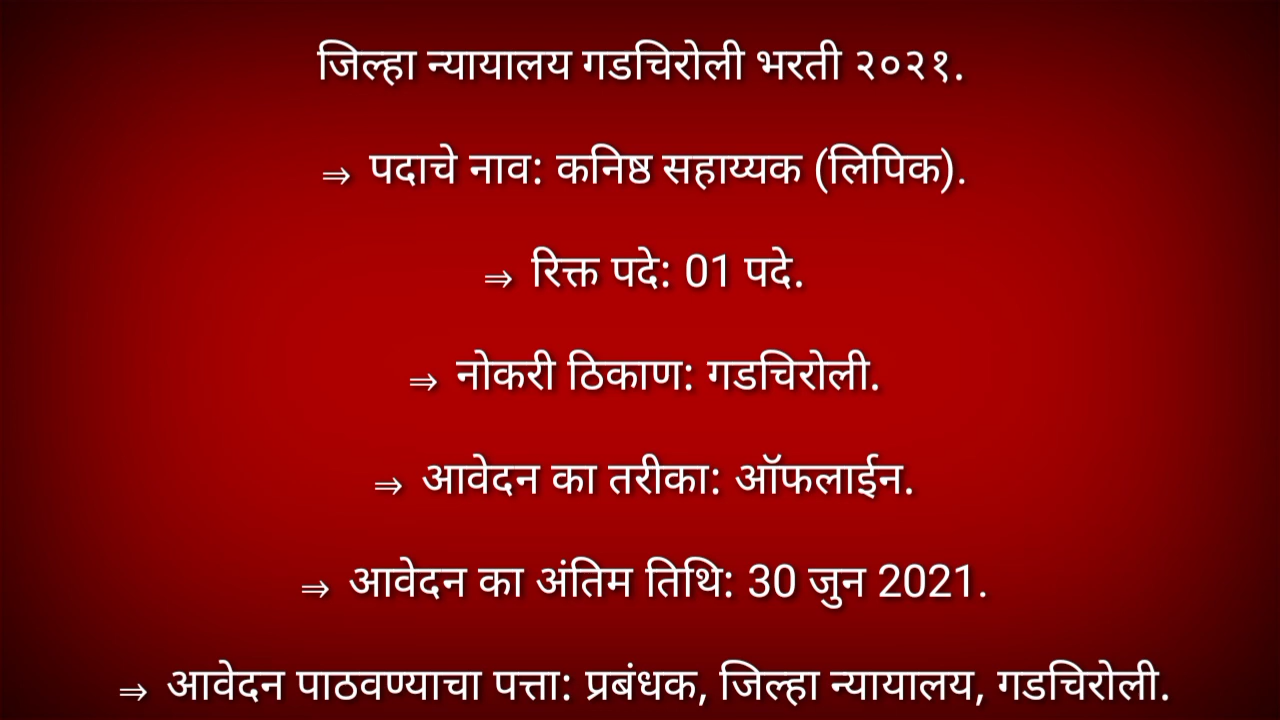 जिल्हा न्यायालय गडचिरोली भरती २०२१.
⇒ पदाचे नाव: कनिष्ठ सहाय्यक (लिपिक).
⇒ रिक्त पदे: 01 पदे.
⇒ नोकरी ठिकाण: गडचिरोली.
⇒ आवेदन का तरीका: ऑफलाईन.
⇒ आवेदन का अंतिम तिथि: 30 जुन 2021.
⇒ आवेदन पाठवण्याचा पत्ता: प्रबंधक, जिल्हा न्यायालय, गडचिरोली.